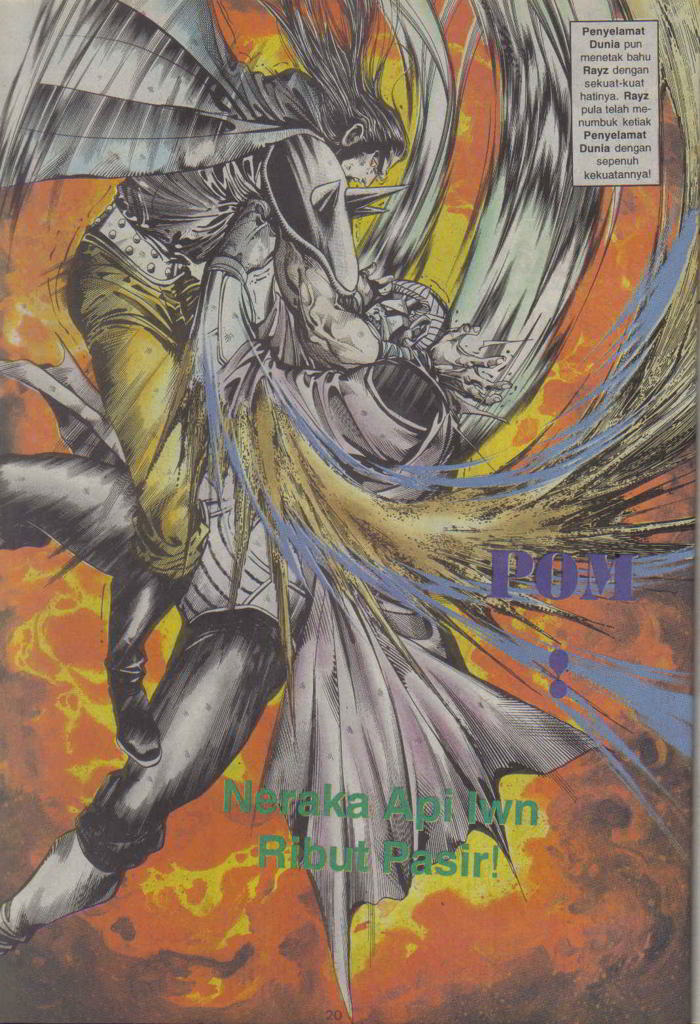 Penyelamat
Dunia pun
menetak bahu
Rayz dengan
sekuat-kuat
hatinya. Rayz
pula telah me-
numbuk ketiak
Penyelamat
Dunia dengan
sepenuh
kekuatannya!
POM
!
Neraka Api lwn
Ribut Pasir!
20